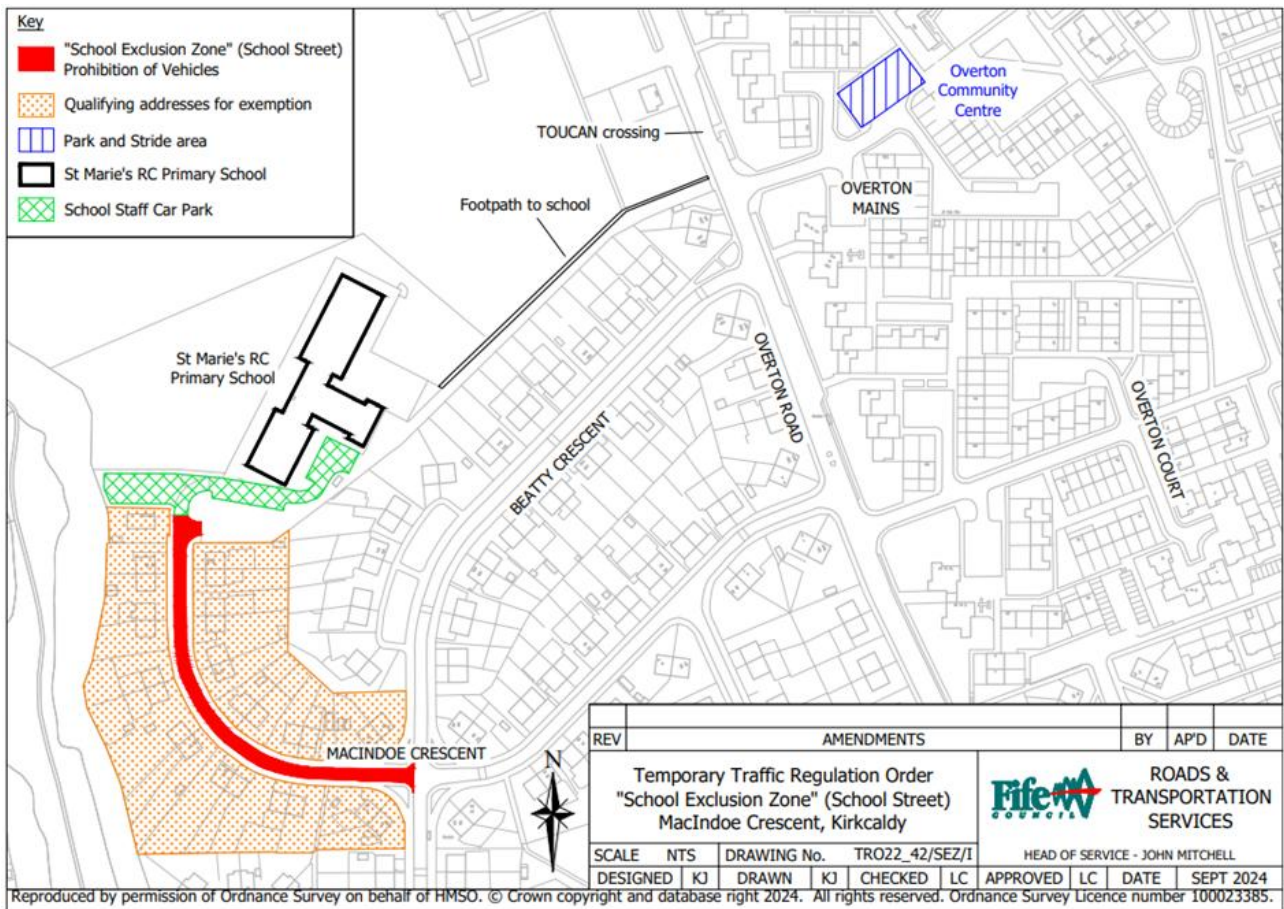 Key
"School Exclusion Zone" (School Street)
Prohibition of Vehicles
Qualifying addresses for exemption
Park and Stride area
St Marie's RC Primary School
School Staff Car Park
Overton
Community
Centre
TOUCAN crossing
OVERTON
MAINS
Footpath to school
St Marie's RC
Primary School
OVERTON ROAD
BEATTY CRESCENT
OVERTON COURT
MACINDOE CRESCENT
N
REV AMENDMENTS BY AP'D DATE
Temporary Traffic Regulation Order
"School Exclusion Zone" (School Street)
MacIndoe Crescent, Kirkcaldy
Fife
COUNCIL
ROADS &
TRANSPORTATION
SERVICES
SCALE NTS DRAWING No. TRO22_42/SEZ/I
HEAD OF SERVICE - JOHN MITCHELL
DESIGNED KJ DRAWN KJ CHECKED LC APPROVED LC DATE SEPT 2024
Reproduced by permission of Ordnance Survey on behalf of HMSO. © Crown copyright and database right 2024. All rights reserved. Ordnance Survey Licence number 100023385.